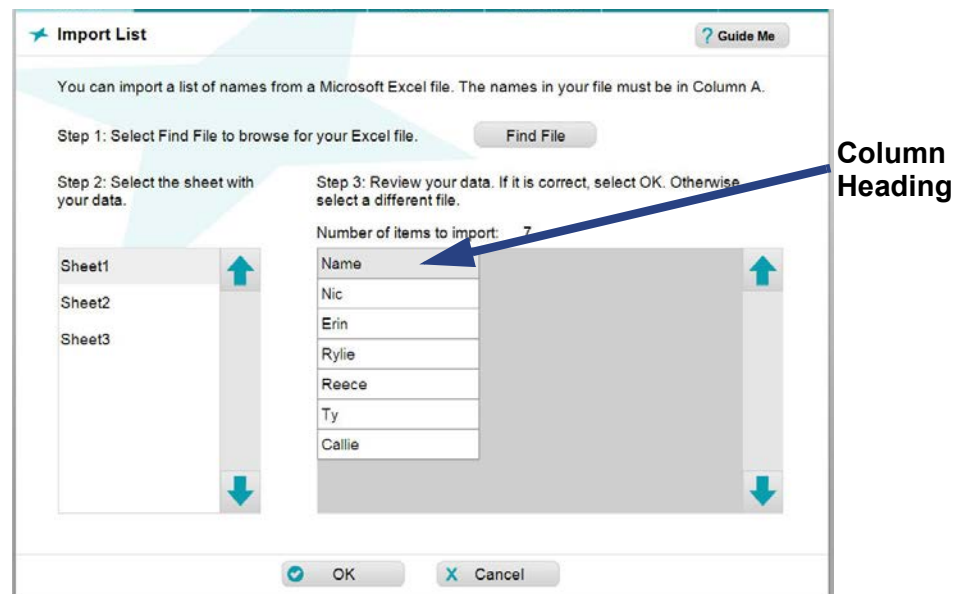 Import List
? Guide Me
You can import a list of names from a Microsoft Excel file. The names in your file must be in Column A.
Step 1: Select Find File to browse for your Excel file.
Find File
Column
Heading
Step 2: Select the sheet with
your data.
Step 3: Review your data. If it is correct, select OK. Otherwise
select a different file.
Number of items to import: 7
Sheet1
Sheet2
Sheet3
Name
Nic
Erin
Rylie
Reece
Ty
Callie
OK
X Cancel